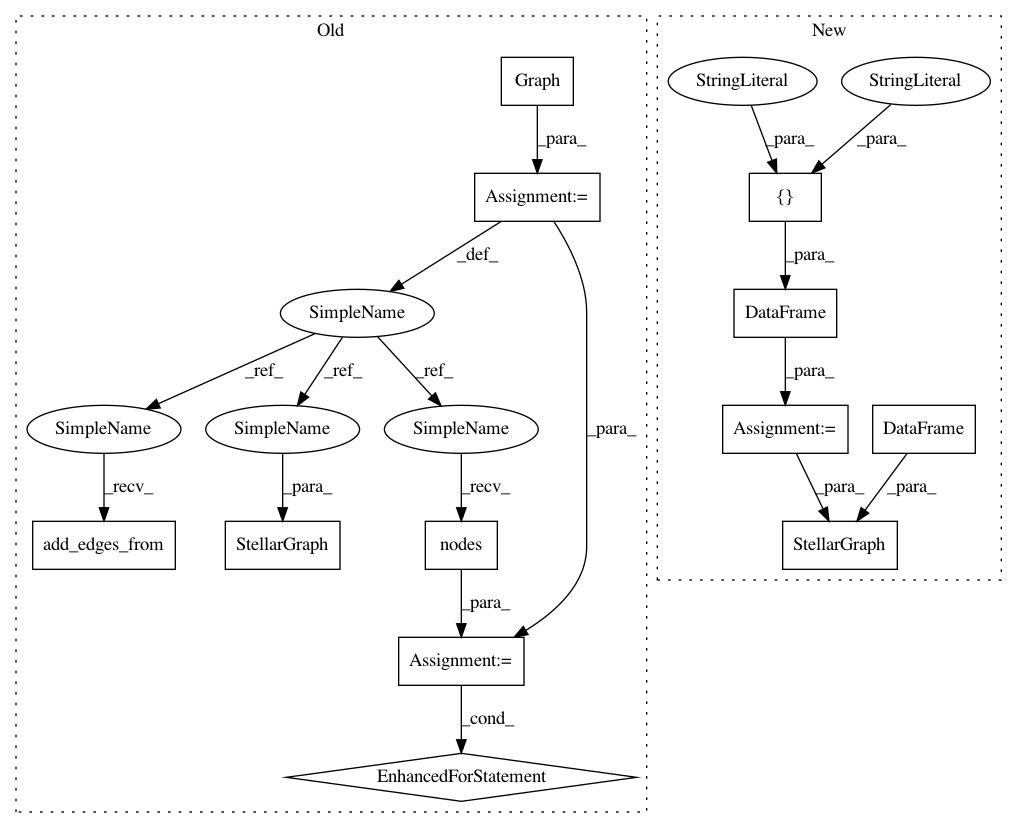 Old
New
Graph
StringLiteral
StringLiteral
_para_
_para_
_para_
Assignment:=
{}
_def_
_para_
SimpleName
DataFrame
_ref_
_ref_
_ref_
_para_
SimpleName
SimpleName
SimpleName
_para_
Assignment:=
DataFrame
_recv_
_para_
_recv_
_para_
_para_
add_edges_from
StellarGraph
nodes
StellarGraph
_para_
Assignment:=
_cond_
EnhancedForStatement